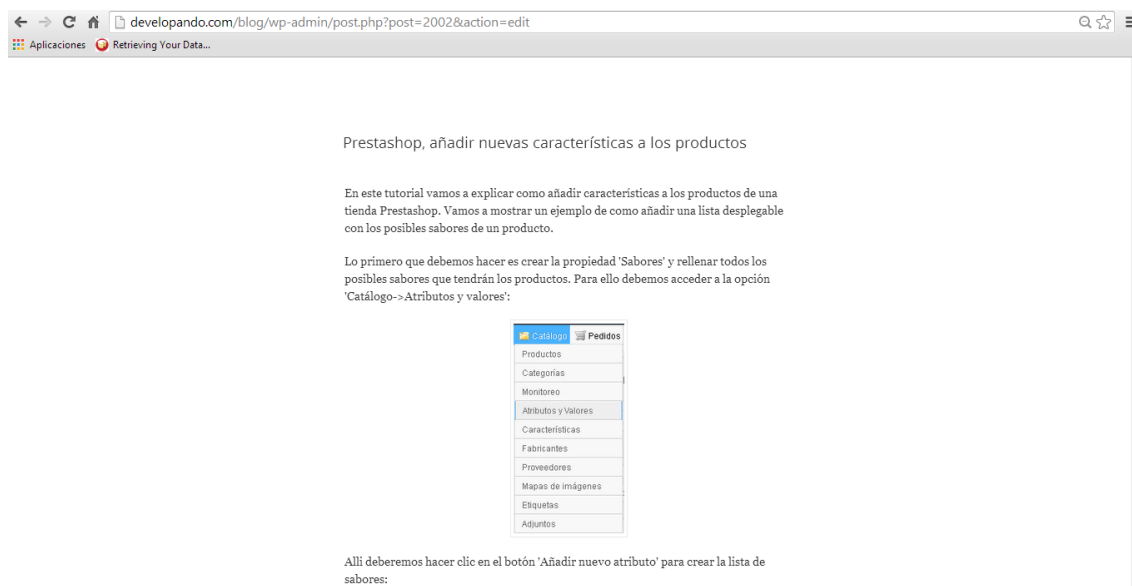 developando.com/blog/wp-admin/post.php?post=2002&action=edit
Aplicaciones Retrieving Your Data...
Prestashop, añadir nuevas características a los productos
En este tutorial vamos a explicar como añadir características a los productos de una
tienda Prestashop. Vamos a mostrar un ejemplo de como añadir una lista desplegable
con los posibles sabores de un producto.
Lo primero que debemos hacer es crear la propiedad 'Sabores' y rellenar todos los
posibles sabores que tendrán los productos. Para ello debemos acceder a la opción
'Catálogo->Atributos y valores':
Catálogo Pedidos
Productos
Categorías
Monitoreo
Atributos y Valores
Características
Fabricantes
Proveedores
Mapas de imágenes
Etiquetas
Adjuntos
Alli deberemos hacer clic en el botón 'Añadir nuevo atributo' para crear la lista de
sabores: